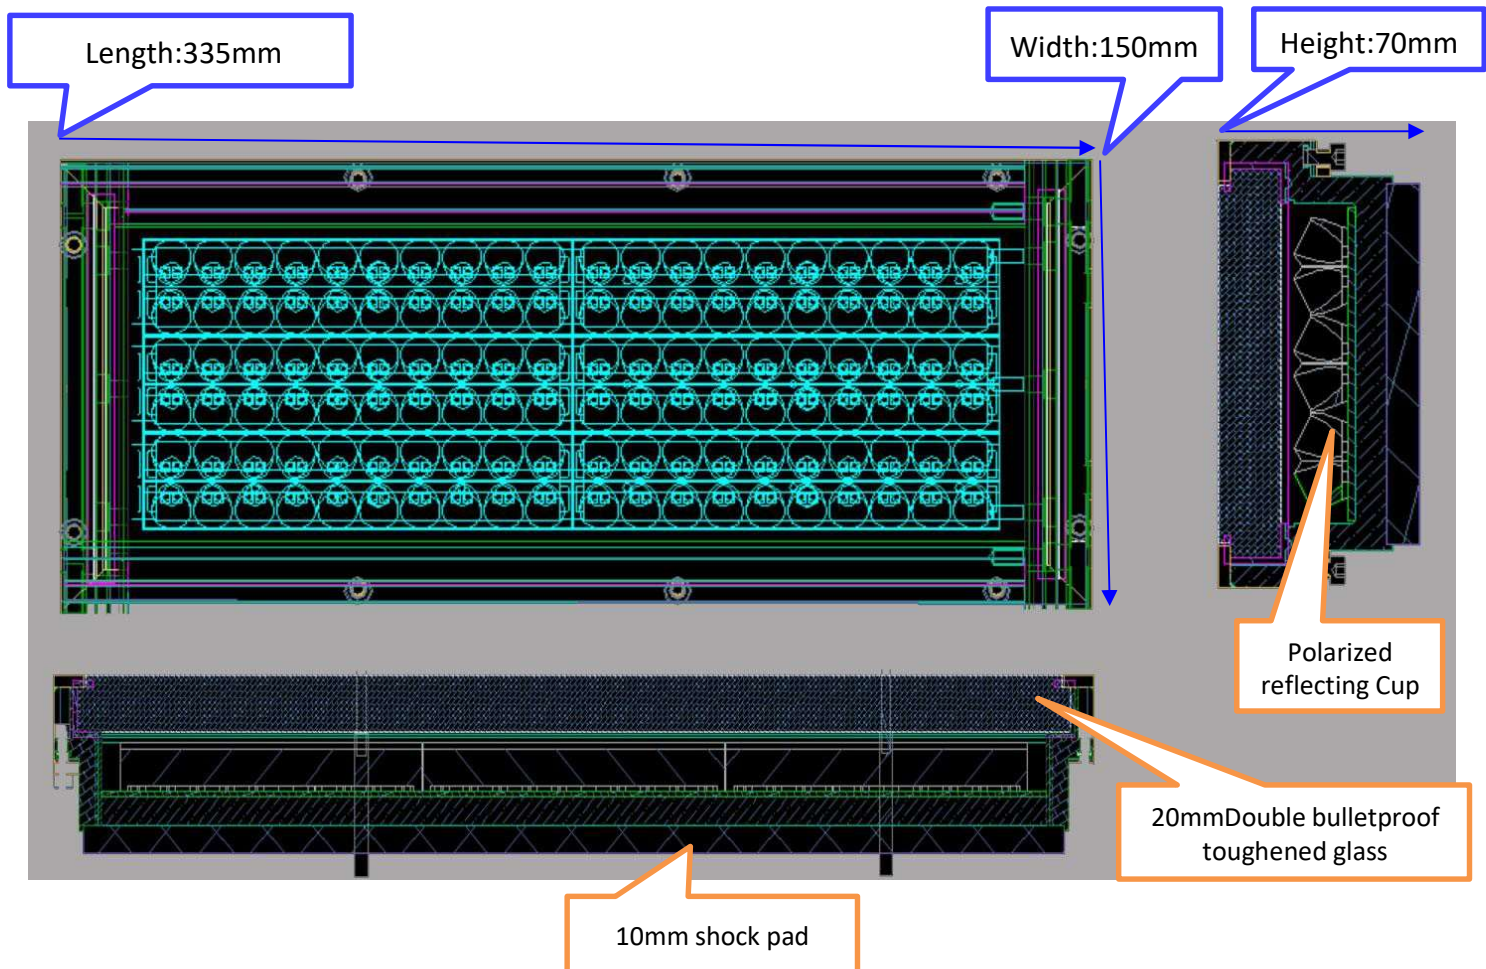 Length:335mm
Width:150mm
Height:70mm
Polarized
reflecting Cup
20mmDouble bulletproof
toughened glass
10mm shock pad